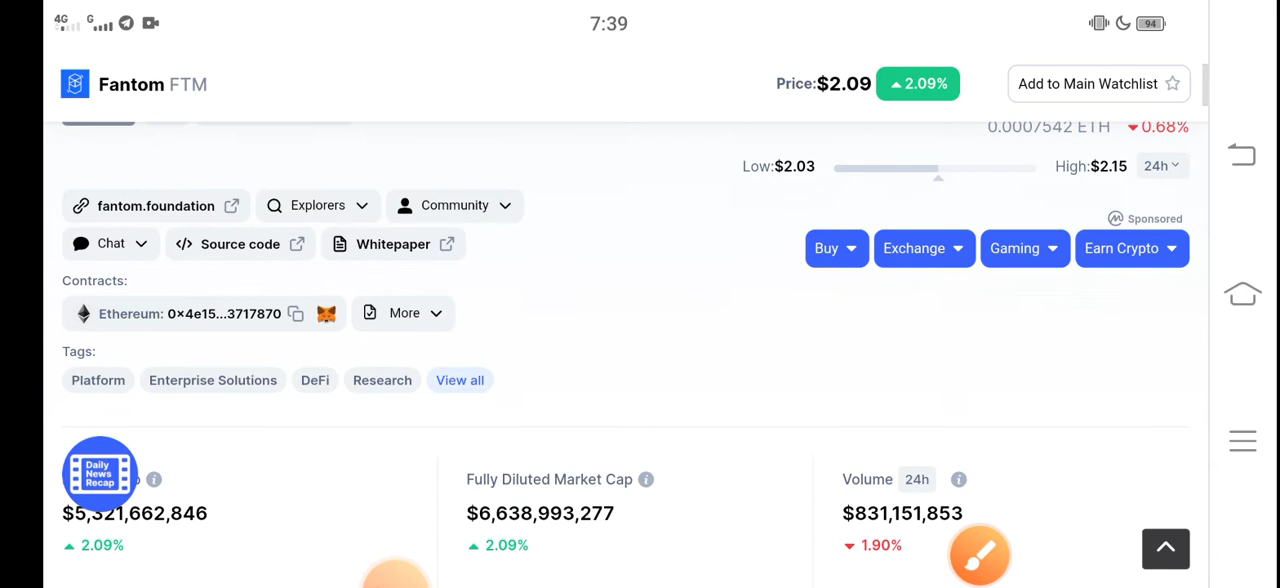 4G G 7:39 94
Fantom FTM Price:$2.09 2.09% Add to Main Watchlist
0.0007542 ETH 0.68%
Low:$2.03 High:$2.15 24h
fantom.foundation Explorers Community
Sponsored
Chat Source code Whitepaper Buy Exchange Gaming Earn Crypto
Contracts:
Ethereum: 0x4e15...3717870 More
Tags:
Platform Enterprise Solutions DeFi Research View all
Daily
News
Recap
Fully Diluted Market Cap Volume 24h
$5,321,662,846 $6,638,993,277 $831,151,853
2.09% 2.09% 1.90%